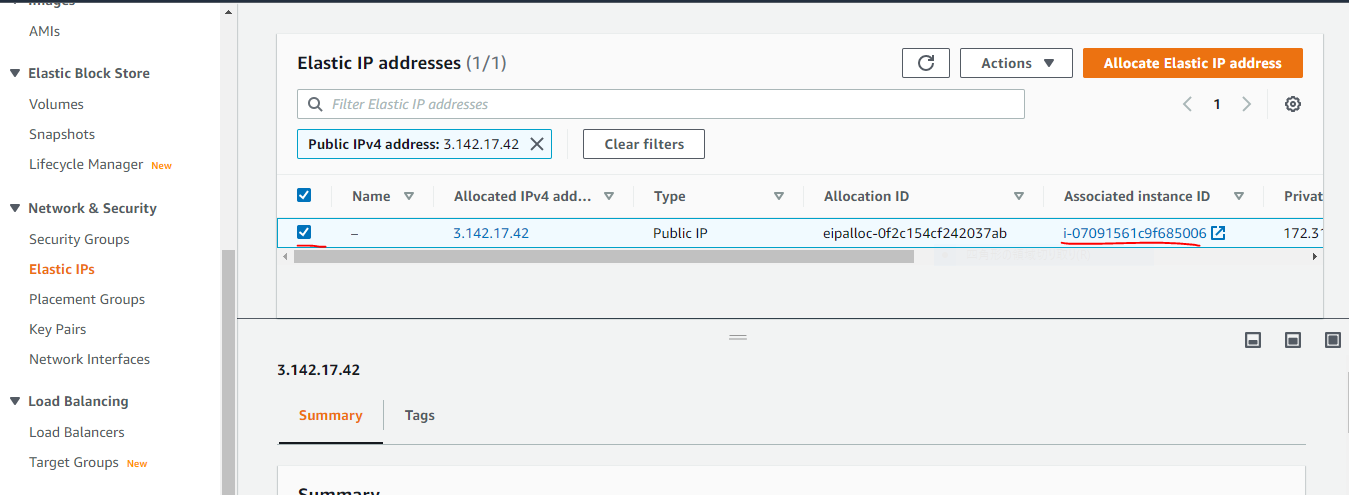 Images
AMIs
Elastic Block Store
Volumes
Snapshots
Lifecycle Manager New
Network & Security
Security Groups
Elastic IPs
Placement Groups
Key Pairs
Network Interfaces
Load Balancing
Load Balancers
Target Groups New
Elastic IP addresses (1/1)
Actions
Allocate Elastic IP address
Filter Elastic IP addresses
1
Public IPv4 address: 3.142.17.42
Clear filters
Name Allocated IPv4 add... Type Allocation ID Associated instance ID Privat
– 3.142.17.42 Public IP eipalloc-0f2c154cf242037ab i-07091561c9f685006 172.31
3.142.17.42
Summary Tags
Summary